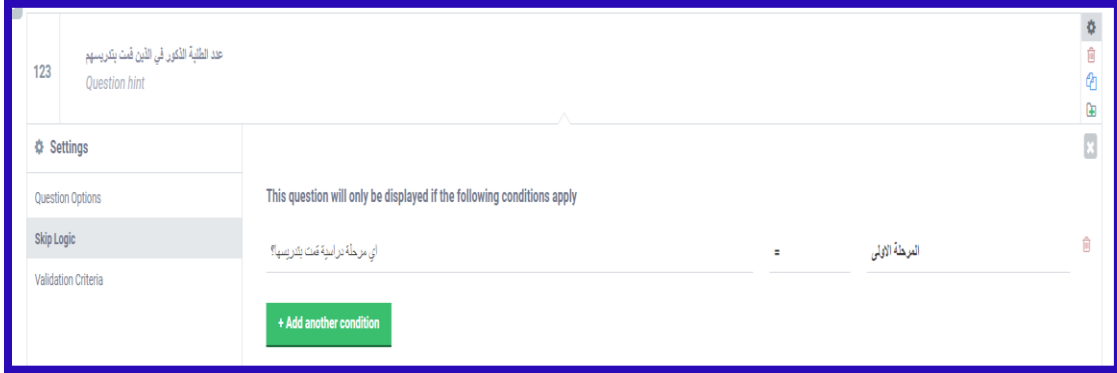 عدد الطلبة الذكور في الذين قمت بتدريسهم
123
Question hint
Settings
Question Options
Skip Logic
Validation Criteria
This question will only be displayed if the following conditions apply
اي مرحلة دراسية قمت بتدريسها؟
=
المرحلة الاولى
+ Add another condition